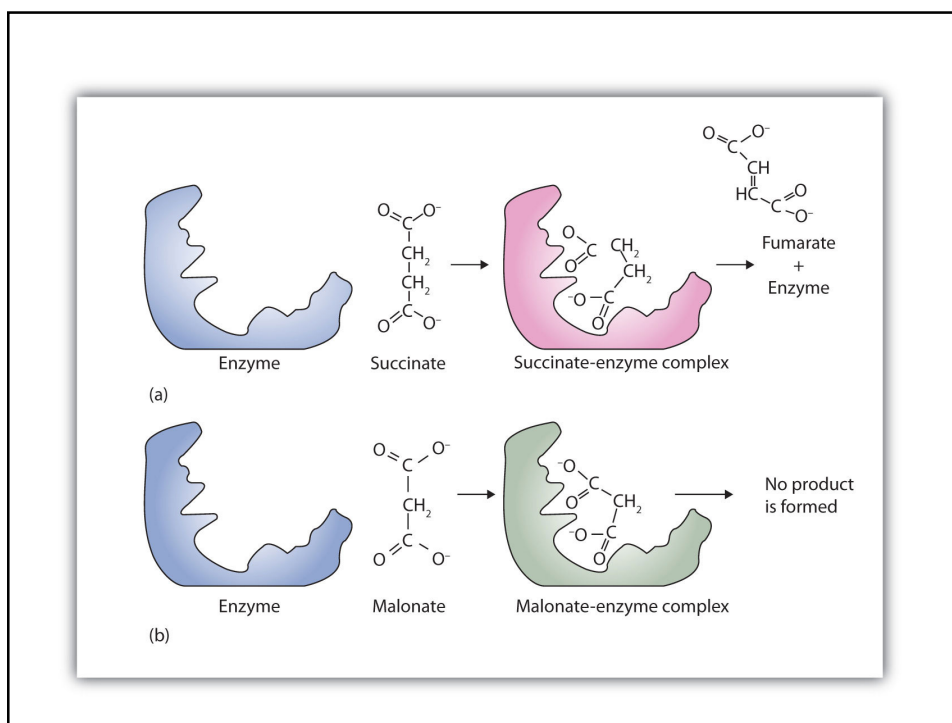 O
O⁻
C
CH
HC
C
O
O⁻
Fumarate
+
Enzyme
O
O⁻
C
CH₂
CH₂
C
O
O⁻
O
C
O
CH₂
CH₂
⁻O
C
O
Enzyme
Succinate
Succinate-enzyme complex
(a)
O
O⁻
C
CH₂
C
O
O⁻
⁻O
C
O
CH₂
⁻O
C
O
No product
is formed
Enzyme
Malonate
Malonate-enzyme complex
(b)